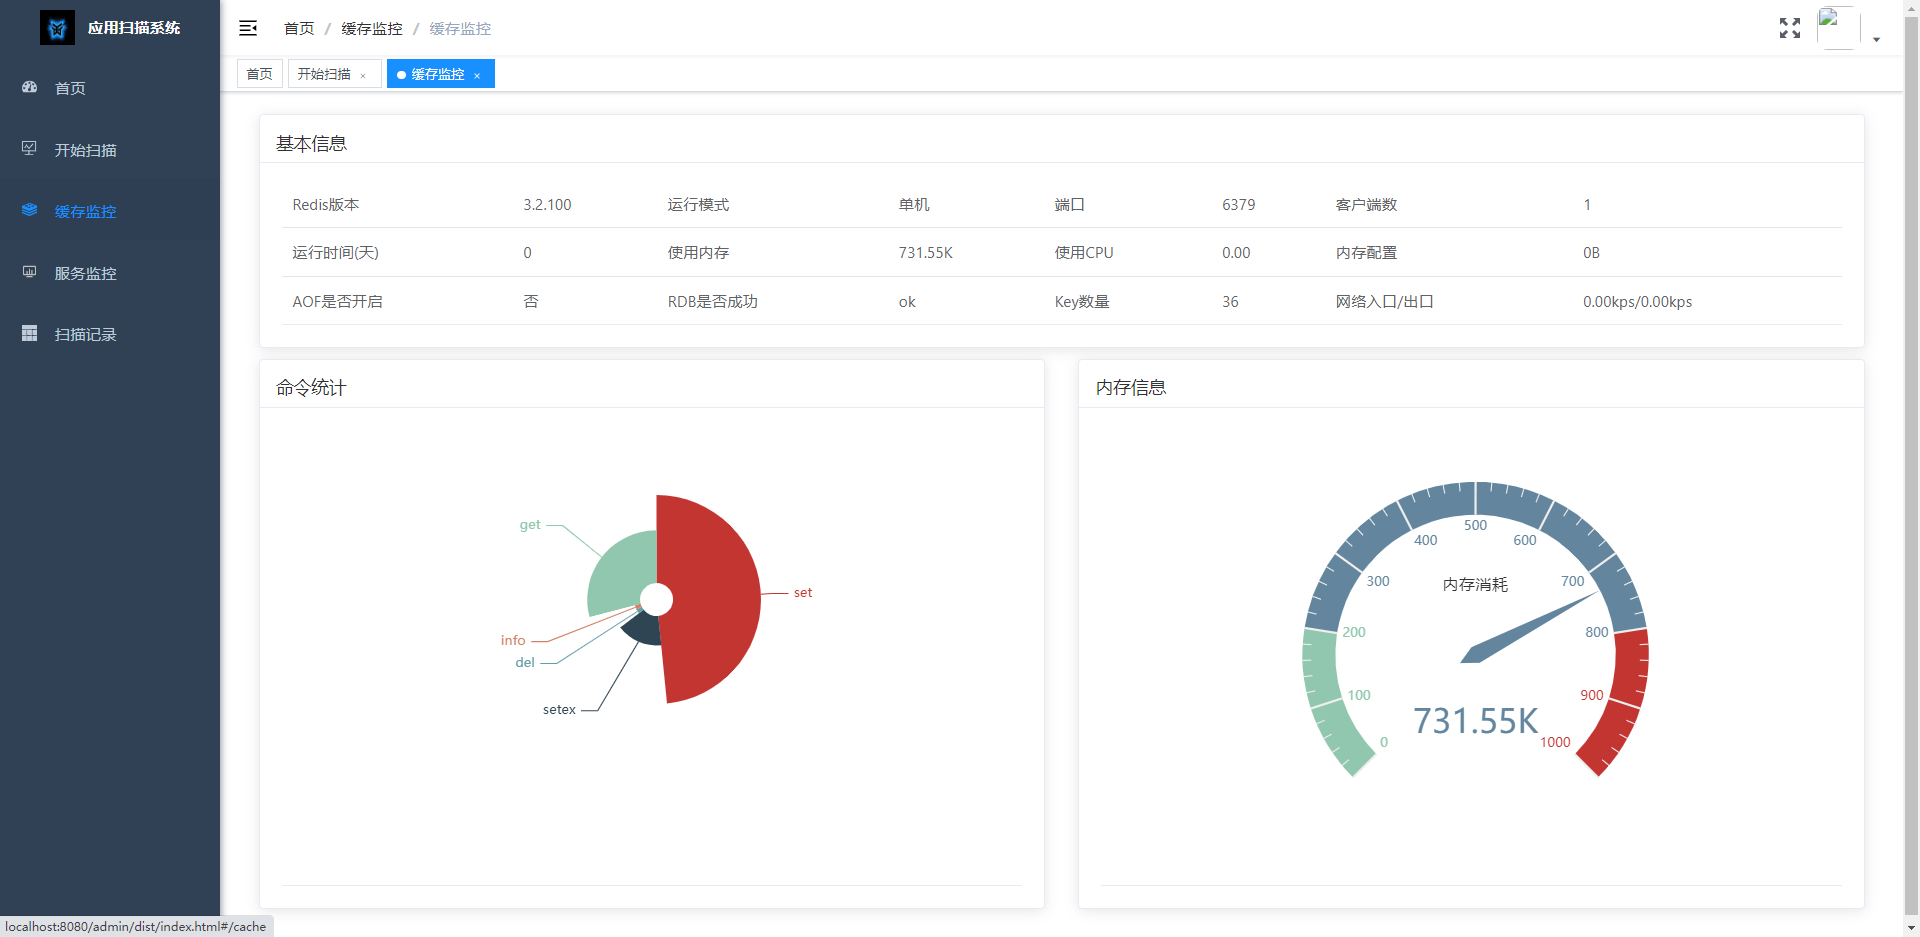 应用扫描系统
首页
开始扫描
缓存监控
服务监控
扫描记录
首页 / 缓存监控 / 缓存监控
首页 开始扫描 × 缓存监控 ×
基本信息
Redis版本 3.2.100 运行模式 单机 端口 6379 客户端数 1
运行时间(天) 0 使用内存 731.55K 使用CPU 0.00 内存配置 0B
AOF是否开启 否 RDB是否成功 ok Key数量 36 网络入口/出口 0.00kps/0.00kps
命令统计
get
set
info
del
setex
内存信息
500
400
600
300
内存消耗
700
200
800
100
900
731.55K
0
1000
localhost:8080/admin/dist/index.html#/cache